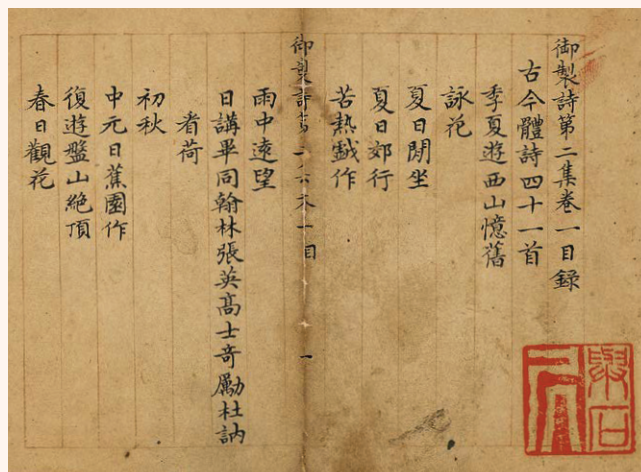 御製詩第二集卷一目錄
古今體詩四十一首
季夏遊西山憶舊
詠花
夏日閒坐
夏日郊行
苦熱戲作
御製詩第二
目
一
雨中遠望
日講畢同翰林張英高士奇勵杜訥
看荷
初秋
中元日蕉園作
復遊盤山絶頂
春日觀花